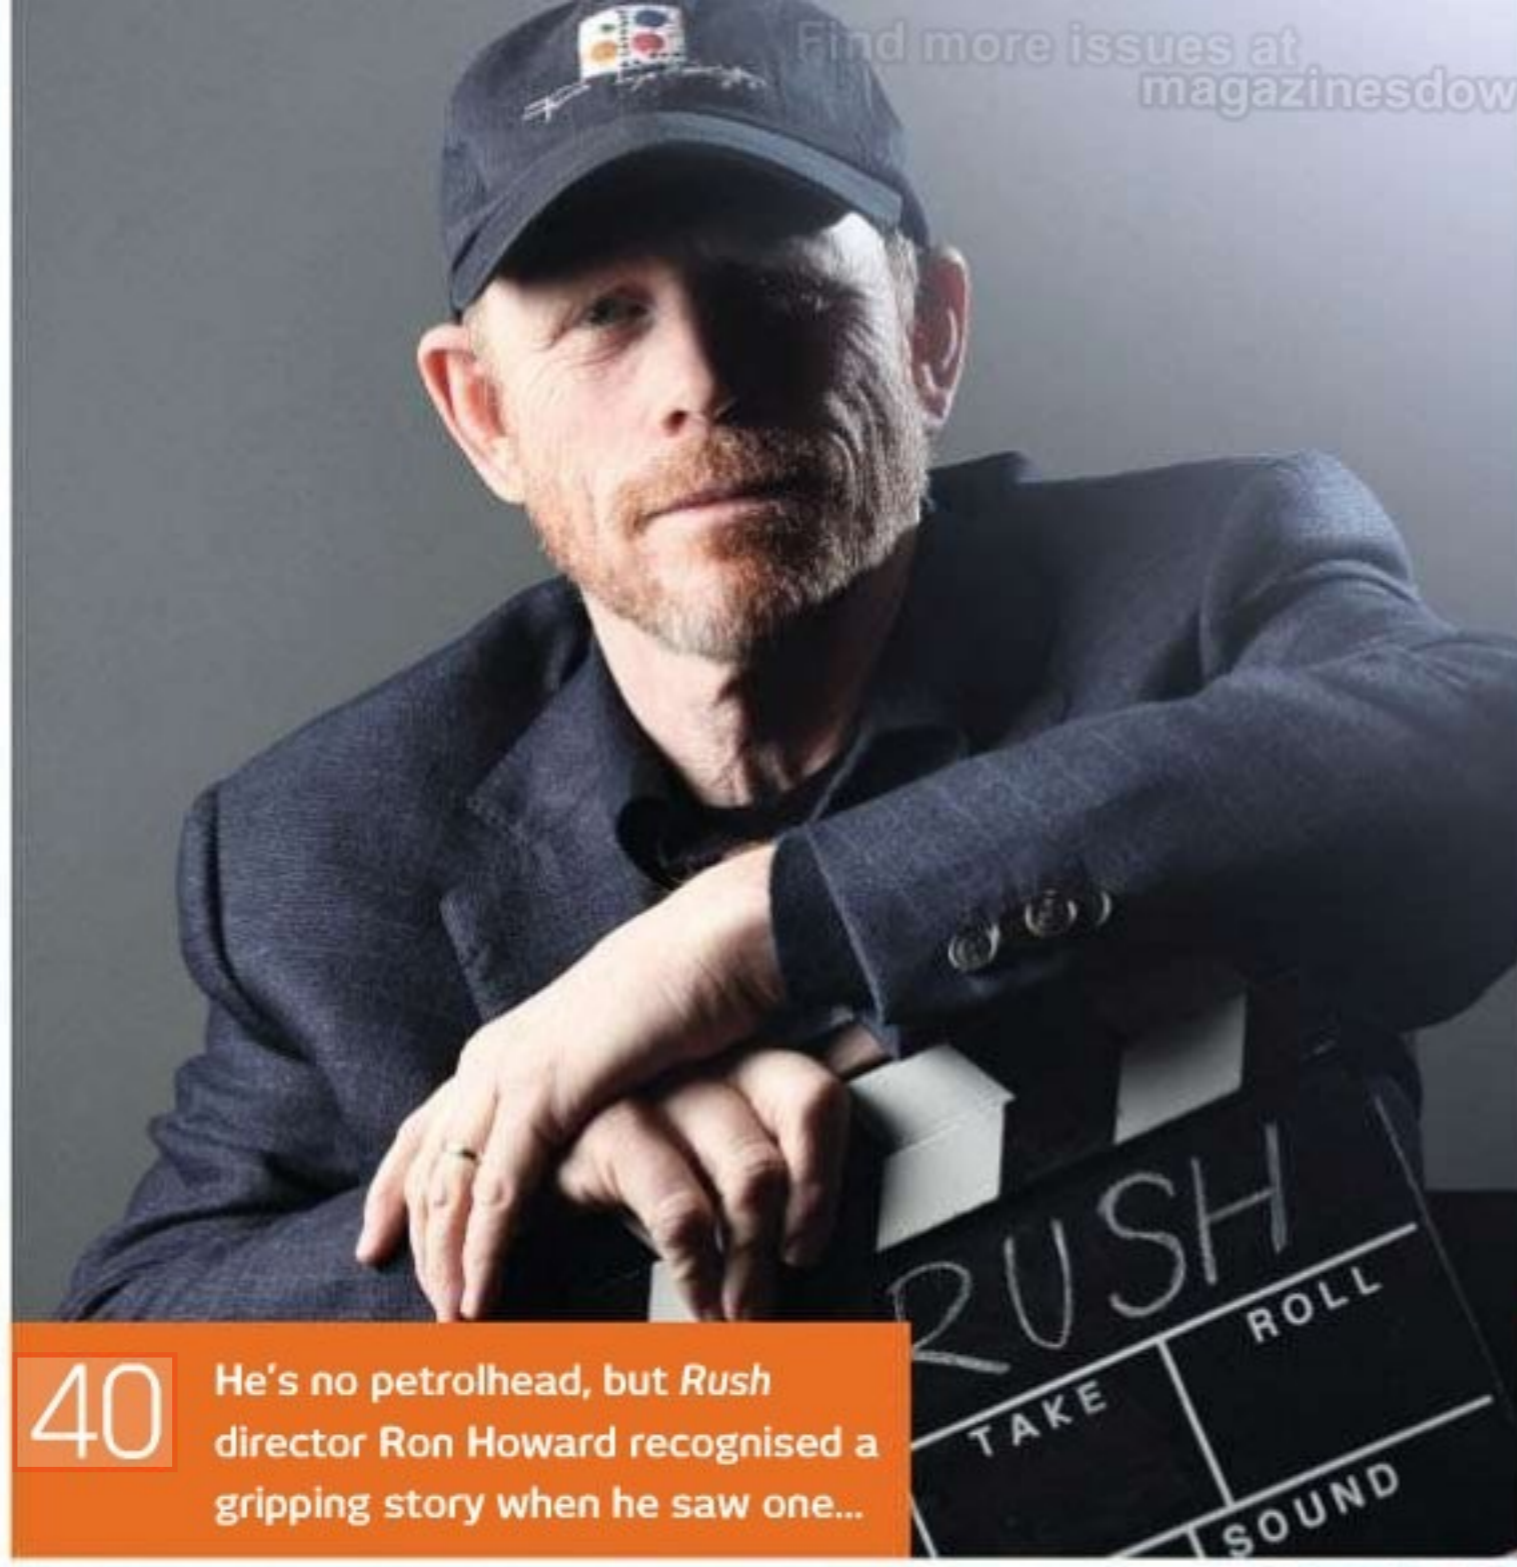 Find more issues at
magazinesdow
RUSH
ROLL
TAKE
SOUND
40
He's no petrolhead, but Rush
director Ron Howard recognised a
gripping story when he saw one...